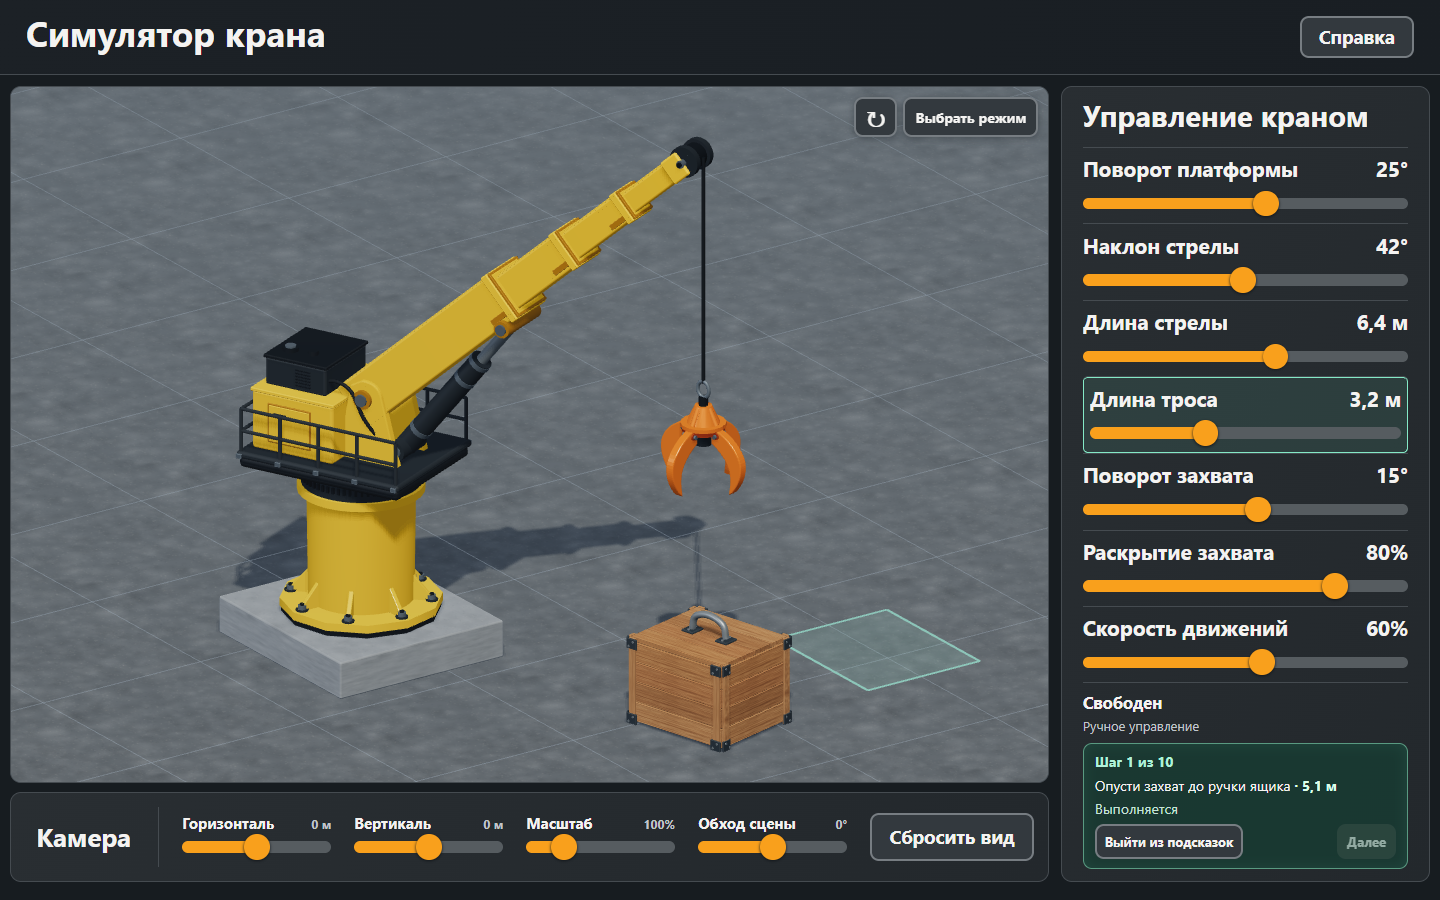 Симулятор крана
Справка
↻
Выбрать режим
Управление краном
Поворот платформы 25°
Наклон стрелы 42°
Длина стрелы 6,4 м
Длина троса 3,2 м
Поворот захвата 15°
Раскрытие захвата 80%
Скорость движений 60%
Свободен
Ручное управление
Шаг 1 из 10
Опусти захват до ручки ящика · 5,1 м
Выполняется
Выйти из подсказок
Далее
Камера
Горизонталь 0 м
Вертикаль 0 м
Масштаб 100%
Обход сцены 0°
Сбросить вид